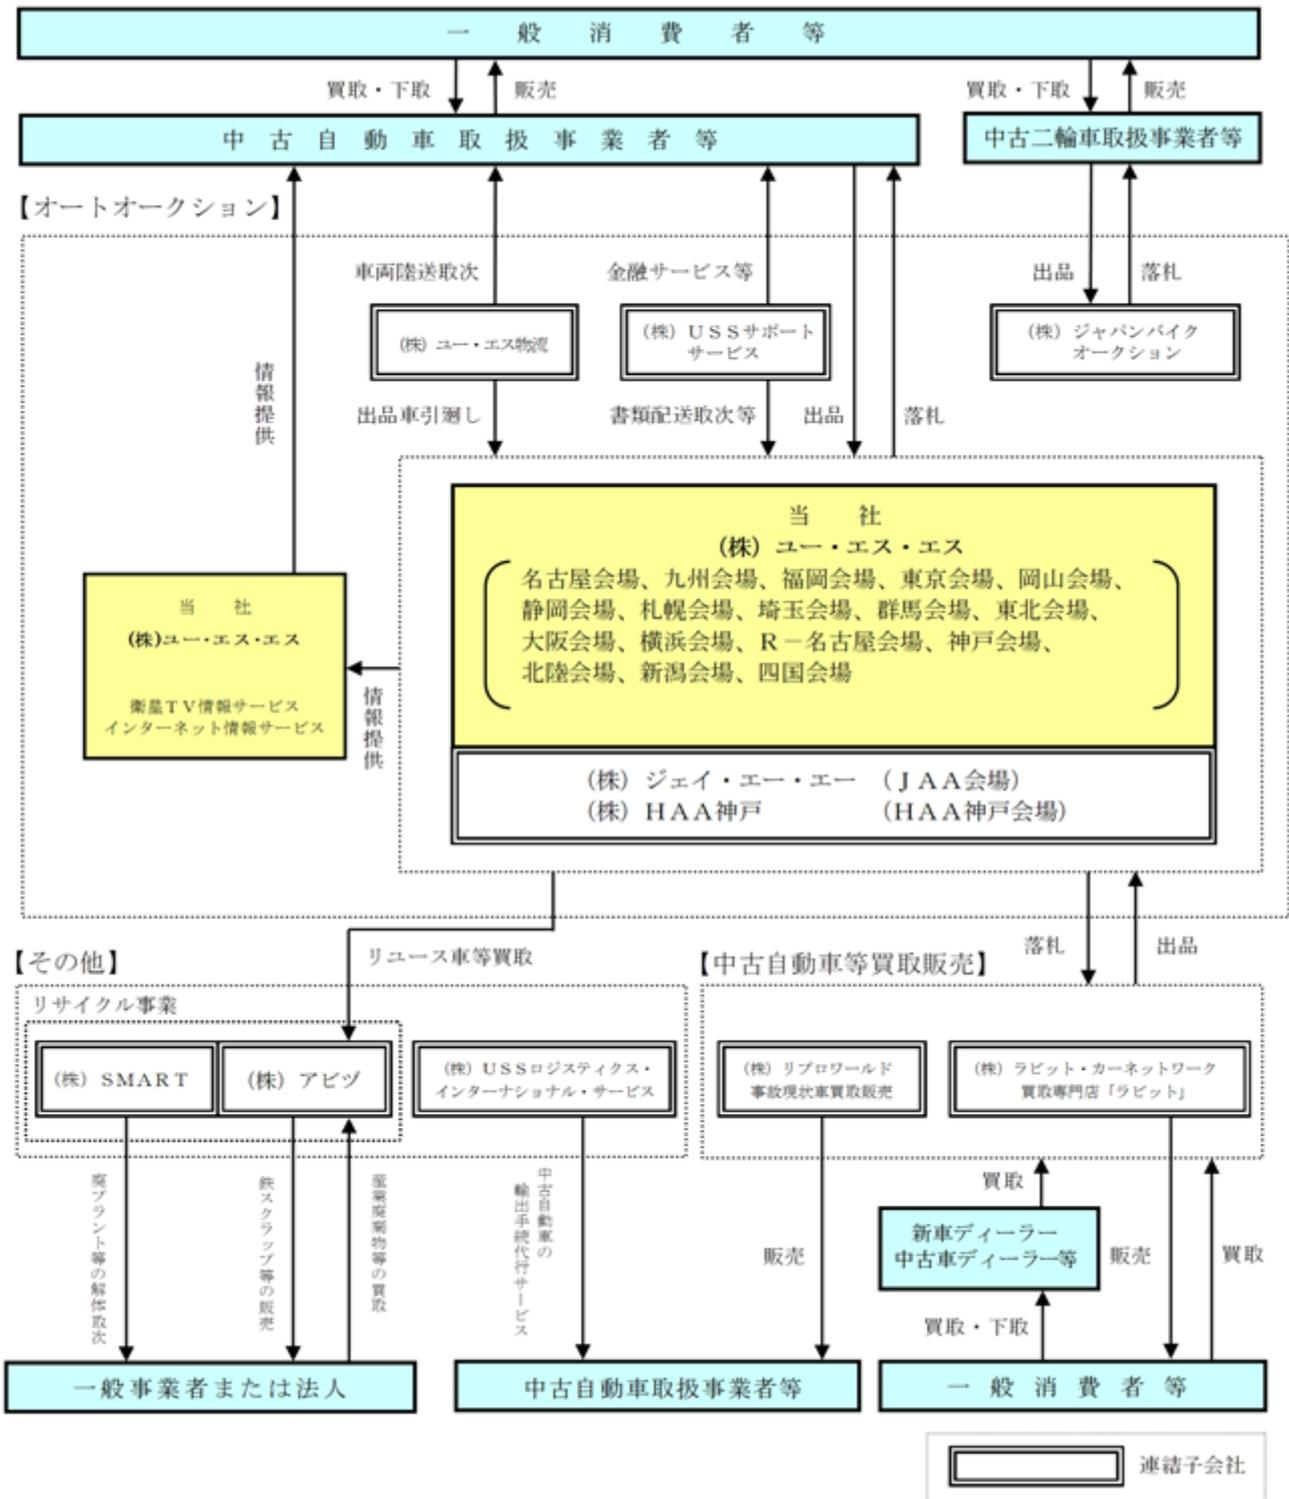 一般消費者等
買取・下取
販売
買取・下取
販売
中古自動車取扱事業者等
中古二輪車取扱事業者等
【オートオークション】
車両陸送取次
金融サービス等
出品
落札
(株)ユー・エス物流
(株)USSサポート
サービス
(株)ジャパンバイク
オークション
情報提供
出品車引廻し
書類配送取次等
出品
落札
当社
(株)ユー・エス・エス
名古屋会場、九州会場、福岡会場、東京会場、岡山会場、
静岡会場、札幌会場、埼玉会場、群馬会場、東北会場、
大阪会場、横浜会場、R-名古屋会場、神戸会場、
北陸会場、新潟会場、四国会場
当社
(株)ユー・エス・エス
衛星TV情報サービス
インターネット情報サービス
情報提供
(株)ジェイ・エー・エー (JAA会場)
(株)HAA神戸 (HAA神戸会場)
【その他】
リユース車等買取
【中古自動車等買取販売】
落札
出品
リサイクル事業
(株)SMART
(株)アビヅ
(株)USSロジスティクス・
インターナショナル・サービス
(株)リプロワールド
事故現状車買取販売
(株)ラビット・カーネットワーク
買取専門店「ラビット」
廃プラント等の解体取次
鉄スクラップ等の販売
産業廃棄物等の買取
中古自動車の
輸出手続代行サービス
販売
買取
新車ディーラー
中古車ディーラー等
販売
買取
買取・下取
一般事業者または法人
中古自動車取扱事業者等
一般消費者等
連結子会社